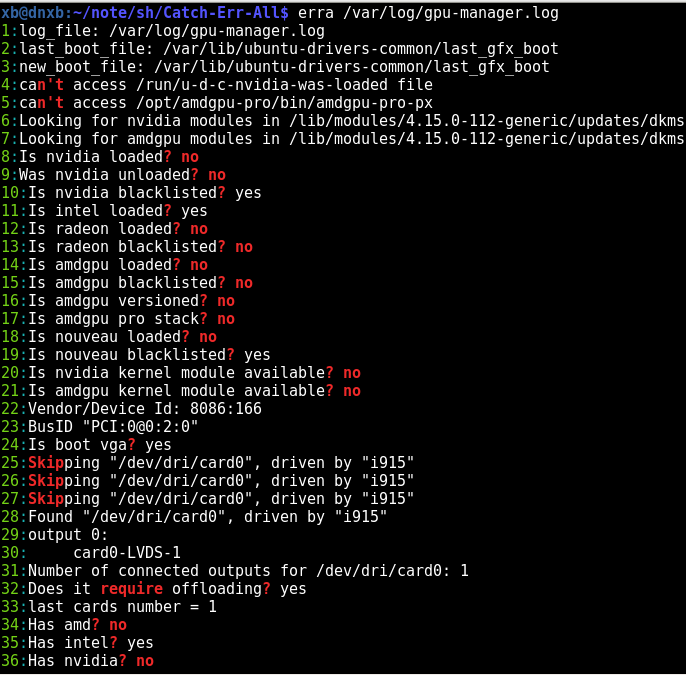 xb@dnxb:~/note/sh/Catch-Err-All$ erra /var/log/gpu-manager.log
1:log_file: /var/log/gpu-manager.log
2:last_boot_file: /var/lib/ubuntu-drivers-common/last_gfx_boot
3:new_boot_file: /var/lib/ubuntu-drivers-common/last_gfx_boot
4:can't access /run/u-d-c-nvidia-was-loaded file
5:can't access /opt/amdgpu-pro/bin/amdgpu-pro-px
6:Looking for nvidia modules in /lib/modules/4.15.0-112-generic/updates/dkms
7:Looking for amdgpu modules in /lib/modules/4.15.0-112-generic/updates/dkms
8:Is nvidia loaded? no
9:Was nvidia unloaded? no
10:Is nvidia blacklisted? yes
11:Is intel loaded? yes
12:Is radeon loaded? no
13:Is radeon blacklisted? no
14:Is amdgpu loaded? no
15:Is amdgpu blacklisted? no
16:Is amdgpu versioned? no
17:Is amdgpu pro stack? no
18:Is nouveau loaded? no
19:Is nouveau blacklisted? yes
20:Is nvidia kernel module available? no
21:Is amdgpu kernel module available? no
22:Vendor/Device Id: 8086:166
23:BusID "PCI:0@0:2:0"
24:Is boot vga? yes
25:Skipping "/dev/dri/card0", driven by "i915"
26:Skipping "/dev/dri/card0", driven by "i915"
27:Skipping "/dev/dri/card0", driven by "i915"
28:Found "/dev/dri/card0", driven by "i915"
29:output 0:
30:     card0-LVDS-1
31:Number of connected outputs for /dev/dri/card0: 1
32:Does it require offloading? yes
33:last cards number = 1
34:Has amd? no
35:Has intel? yes
36:Has nvidia? no